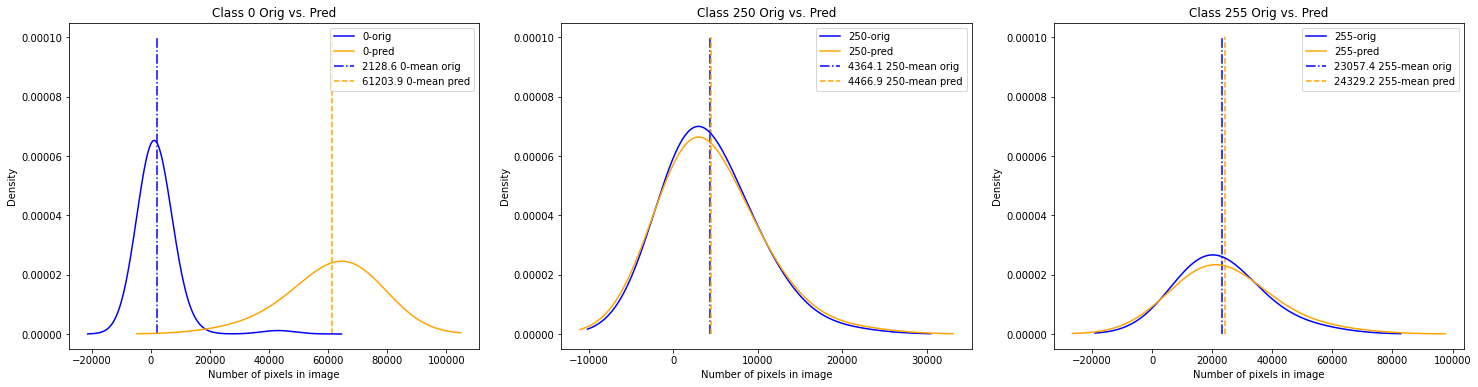 Class 0 Orig vs. Pred
0.00010
0.00008
0.00006
0.00004
0.00002
0.00000
Density
0-orig
0-pred
2128.6 0-mean orig
61203.9 0-mean pred
−20000 0 20000 40000 60000 80000 100000
Number of pixels in image
Class 250 Orig vs. Pred
0.00010
0.00008
0.00006
0.00004
0.00002
0.00000
Density
250-orig
250-pred
4364.1 250-mean orig
4466.9 250-mean pred
−10000 0 10000 20000 30000
Number of pixels in image
Class 255 Orig vs. Pred
0.00010
0.00008
0.00006
0.00004
0.00002
0.00000
Density
255-orig
255-pred
23057.4 255-mean orig
24329.2 255-mean pred
−20000 0 20000 40000 60000 80000 100000
Number of pixels in image